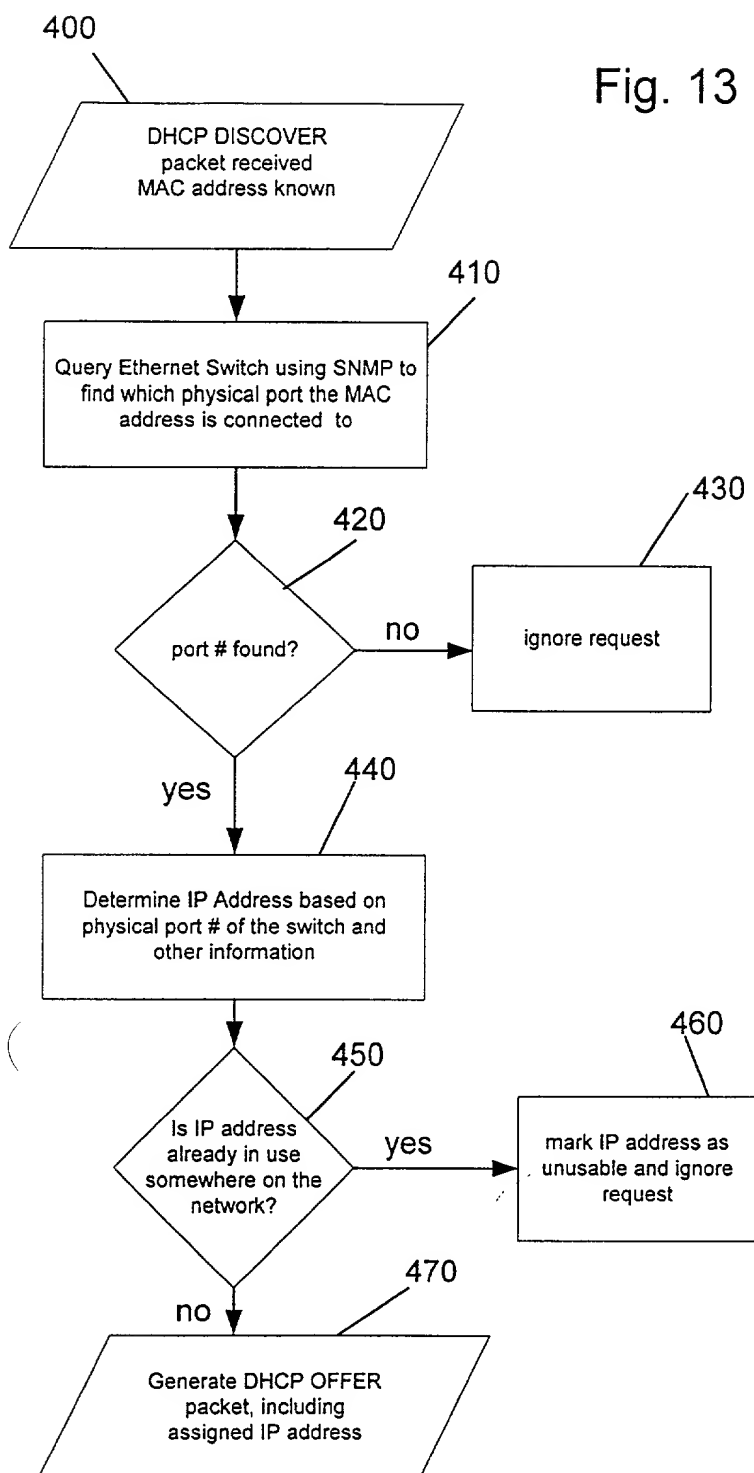 400
Fig. 13
DHCP DISCOVER
packet received
MAC address known
410
Query Ethernet Switch using SNMP to
find which physical port the MAC
address is connected to
420
430
port # found?
no
ignore request
yes
440
Determine IP Address based on
physical port # of the switch and
other information
450
460
Is IP address
already in use
somewhere on the
network?
yes
mark IP address as
unusable and ignore
request
no
470
Generate DHCP OFFER
packet, including
assigned IP address